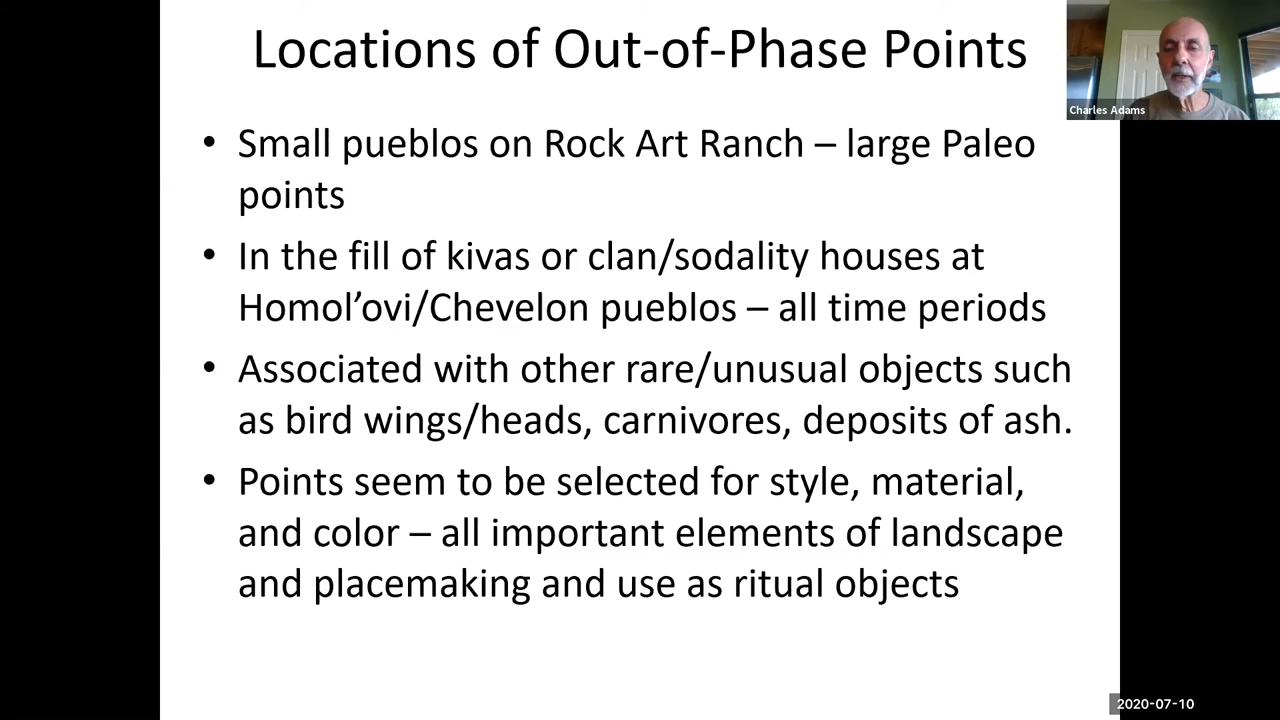 Locations of Out-of-Phase Points
Charles Adams
• Small pueblos on Rock Art Ranch – large Paleo
points
• In the fill of kivas or clan/sodality houses at
Homol’ovi/Chevelon pueblos – all time periods
• Associated with other rare/unusual objects such
as bird wings/heads, carnivores, deposits of ash.
• Points seem to be selected for style, material,
and color – all important elements of landscape
and placemaking and use as ritual objects
2020-07-10